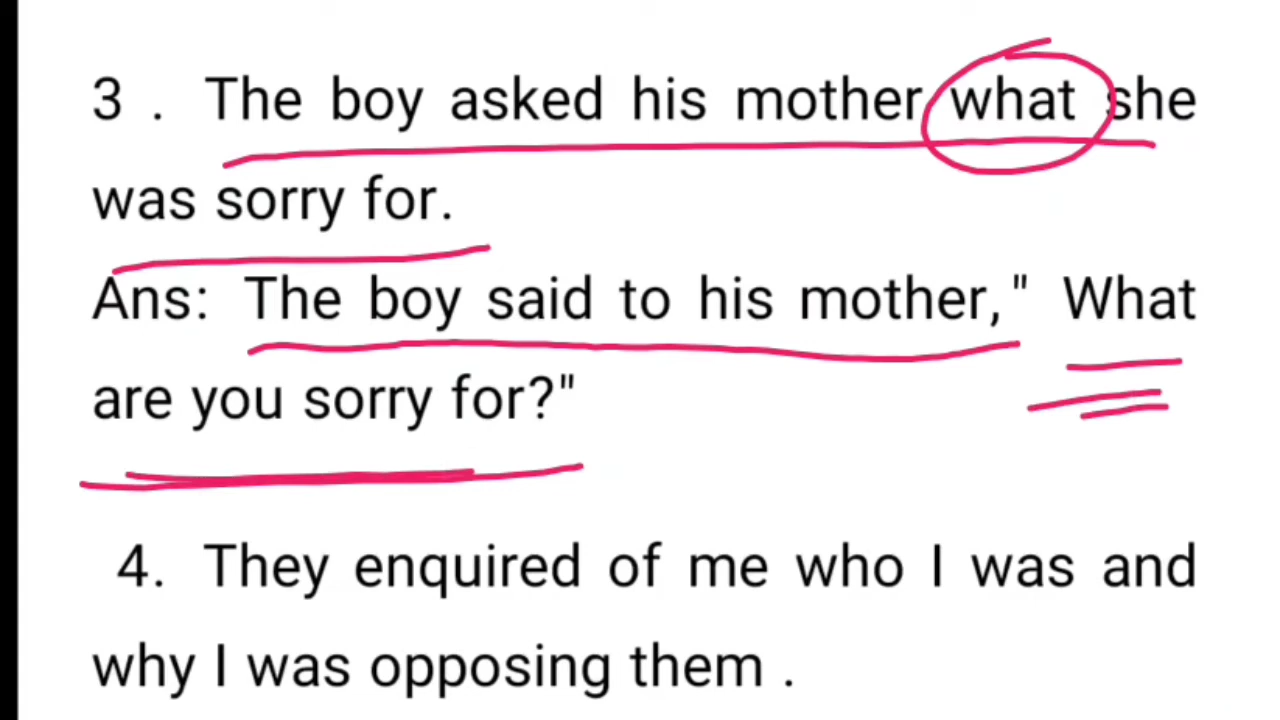 3 . The boy asked his mother what she
was sorry for.
Ans: The boy said to his mother," What
are you sorry for?"
4. They enquired of me who I was and
why I was opposing them .